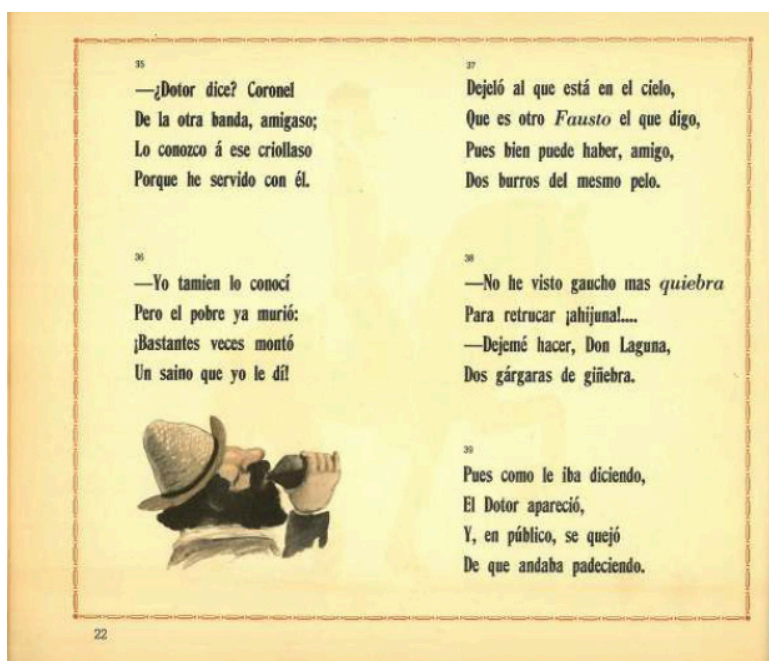 35
—¿Dotor dice? Coronel
De la otra banda, amigaso;
Lo conozco á ese criollaso
Porque he servido con él.
36
—Yo tamien lo conocí
Pero el pobre ya murió:
¡Bastantes veces montó
Un saino que yo le dí!
37
Dejeló al que está en el cielo,
Que es otro Fausto el que digo,
Pues bien puede haber, amigo,
Dos burros del mesmo pelo.
38
—No he visto gaucho mas quiebra
Para retrucar ¡ahijuna!....
—Dejemé hacer, Don Laguna,
Dos gárgaras de giñebra.
39
Pues como le iba diciendo,
El Dotor apareció,
Y, en público, se quejó
De que andaba padeciendo.
22